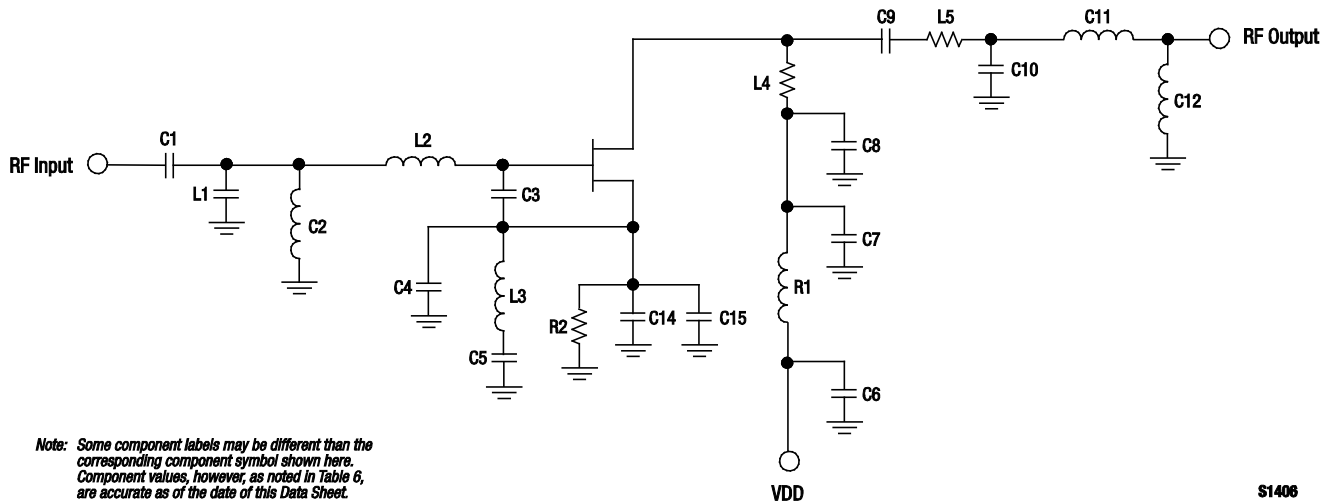 C9
L5
C11
RF Output
C10
L4
C12
C1
L2
C8
RF Input
L1
C3
C2
C7
C4
L3
R1
R2
C14
C15
C5
C6
Note: Some component labels may be different than the
corresponding component symbol shown here.
Component values, however, as noted in Table 6,
are accurate as of the date of this Data Sheet.
VDD
S1406